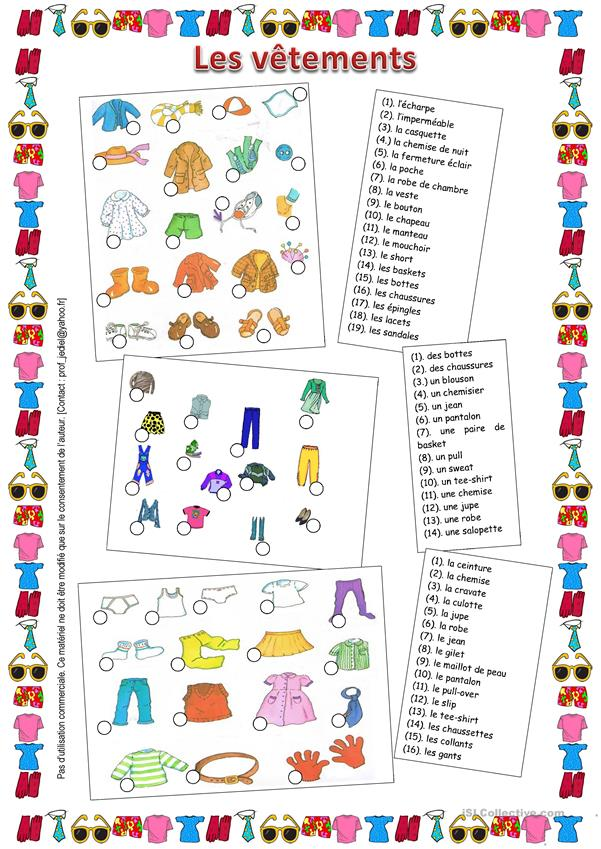 Les vêtements
(1). l'écharpe
(2). l'imperméable
(3). la casquette
(4.) la chemise de nuit
(5). la fermeture éclair
(6). la poche
(7). la robe de chambre
(8). la veste
(9). le bouton
(10). le chapeau
(11). le manteau
(12). le mouchoir
(13). le short
(14). les baskets
(15). les bottes
(16). les chaussures
(17). les épingles
(18). les lacets
(19). les sandales
(1). des bottes
(2). des chaussures
(3) un blouson
(4). un chemisier
(5). un jean
(6). un pantalon
(7). une paire de
basket
(8). un pull
(9). un sweat
(10). un tee-shirt
(11). une chemise
(12). une jupe
(13). une robe
(14). une salopette
(1). la ceinture
(2). la chemise
(3). la cravate
(4). la culotte
(5). la jupe
(6). la robe
(7). le jean
(8). le gilet
(9). le maillot de peau
(10). le pantalon
(11). le pull-over
(12). le slip
(13). le tee-shirt
(14). les chaussettes
(15). les collants
(16). les gants
Pas d'utilisation commerciale. Ce matériel ne doit être modifié que sur le consentement de l'auteur. [Contact : prof_jediel@yahoo.fr]
iSLCollective.com